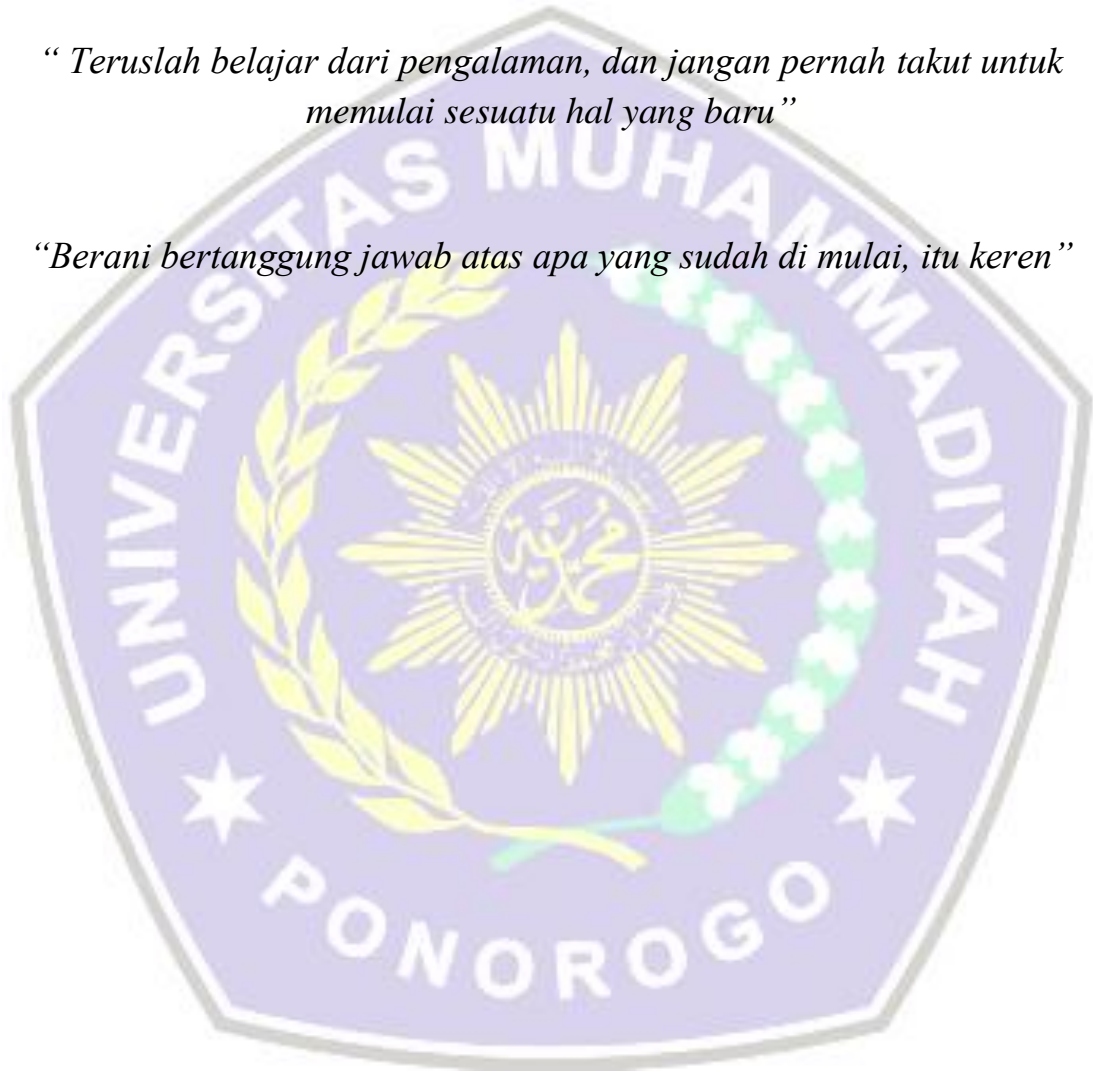 “ Teruslah belajar dari pengalaman, dan jangan pernah takut untuk
memulai sesuatu hal yang baru”
“Berani bertanggung jawab atas apa yang sudah di mulai, itu keren”
UNIVERSITAS MUHAMMADIYAH
محمدية
PONOROGO